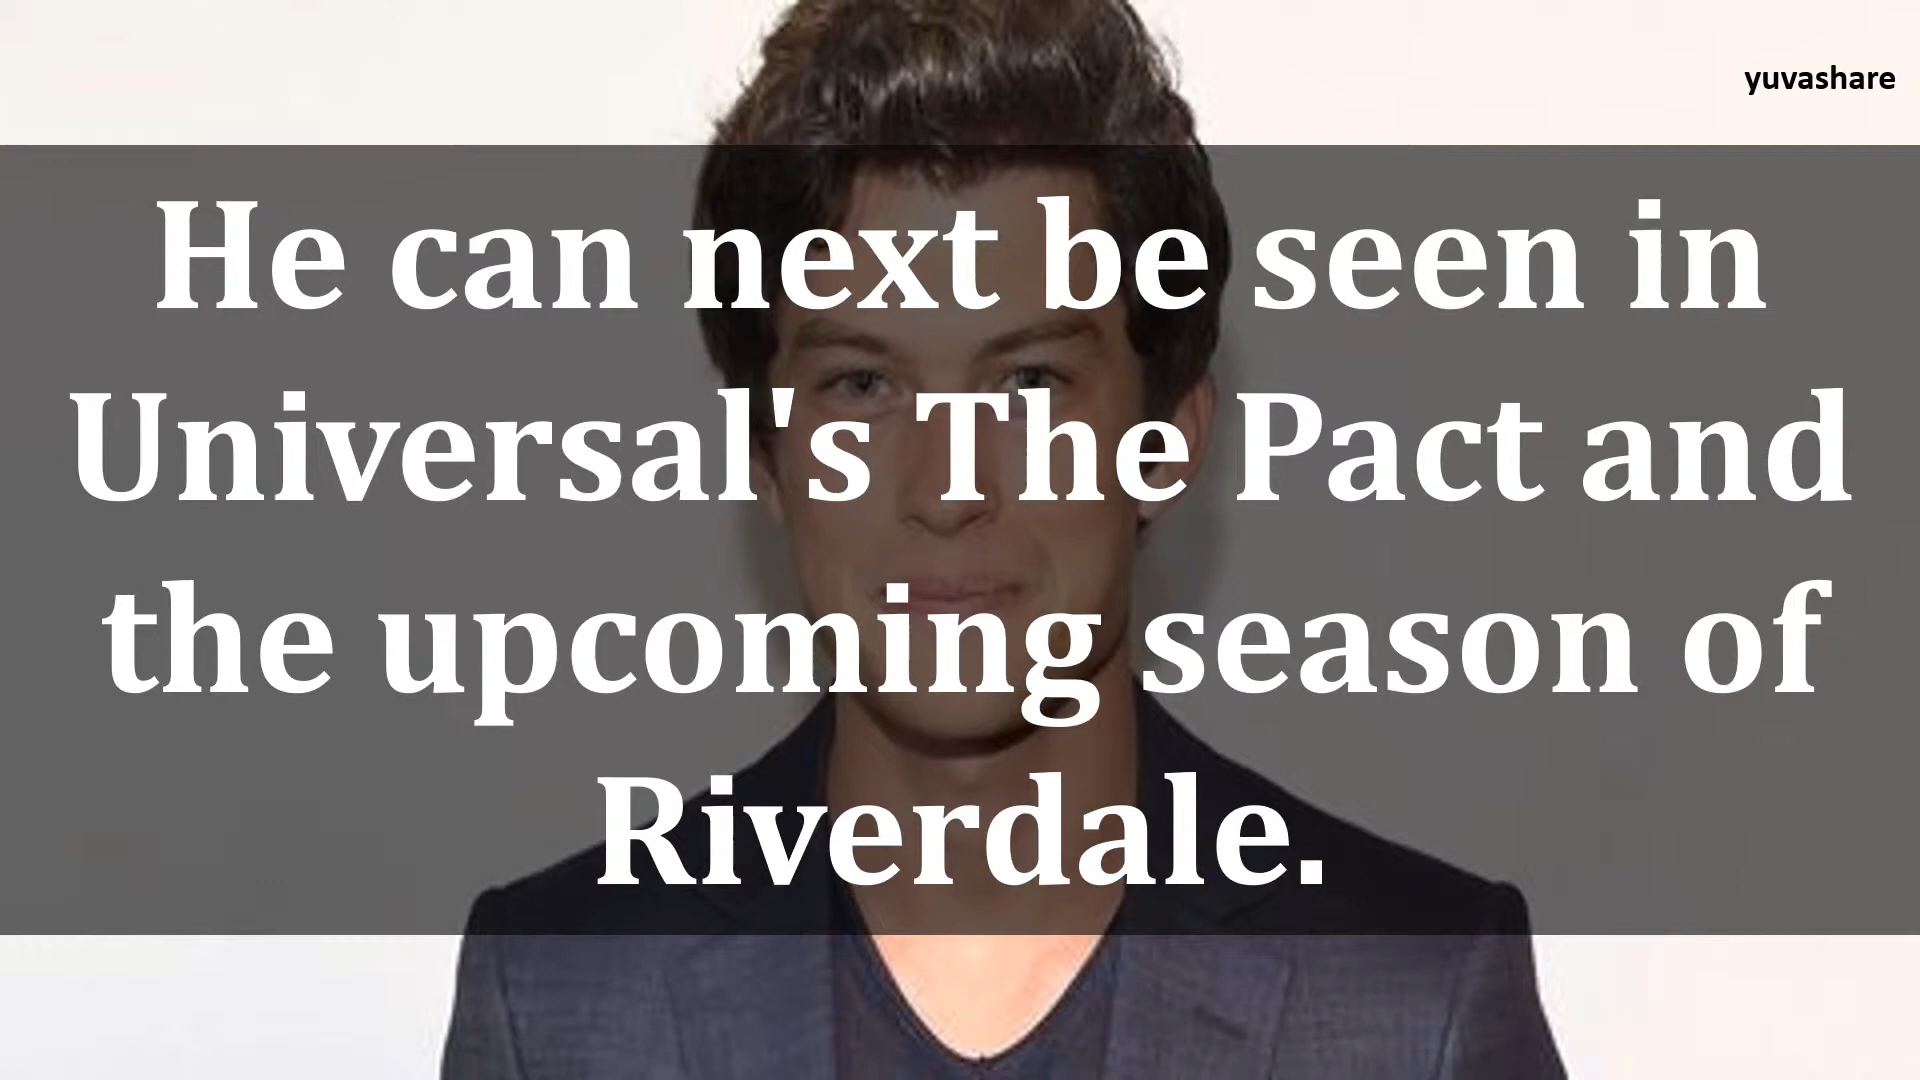 yuvashare
He can next be seen in
Universal's The Pact and
the upcoming season of
Riverdale.